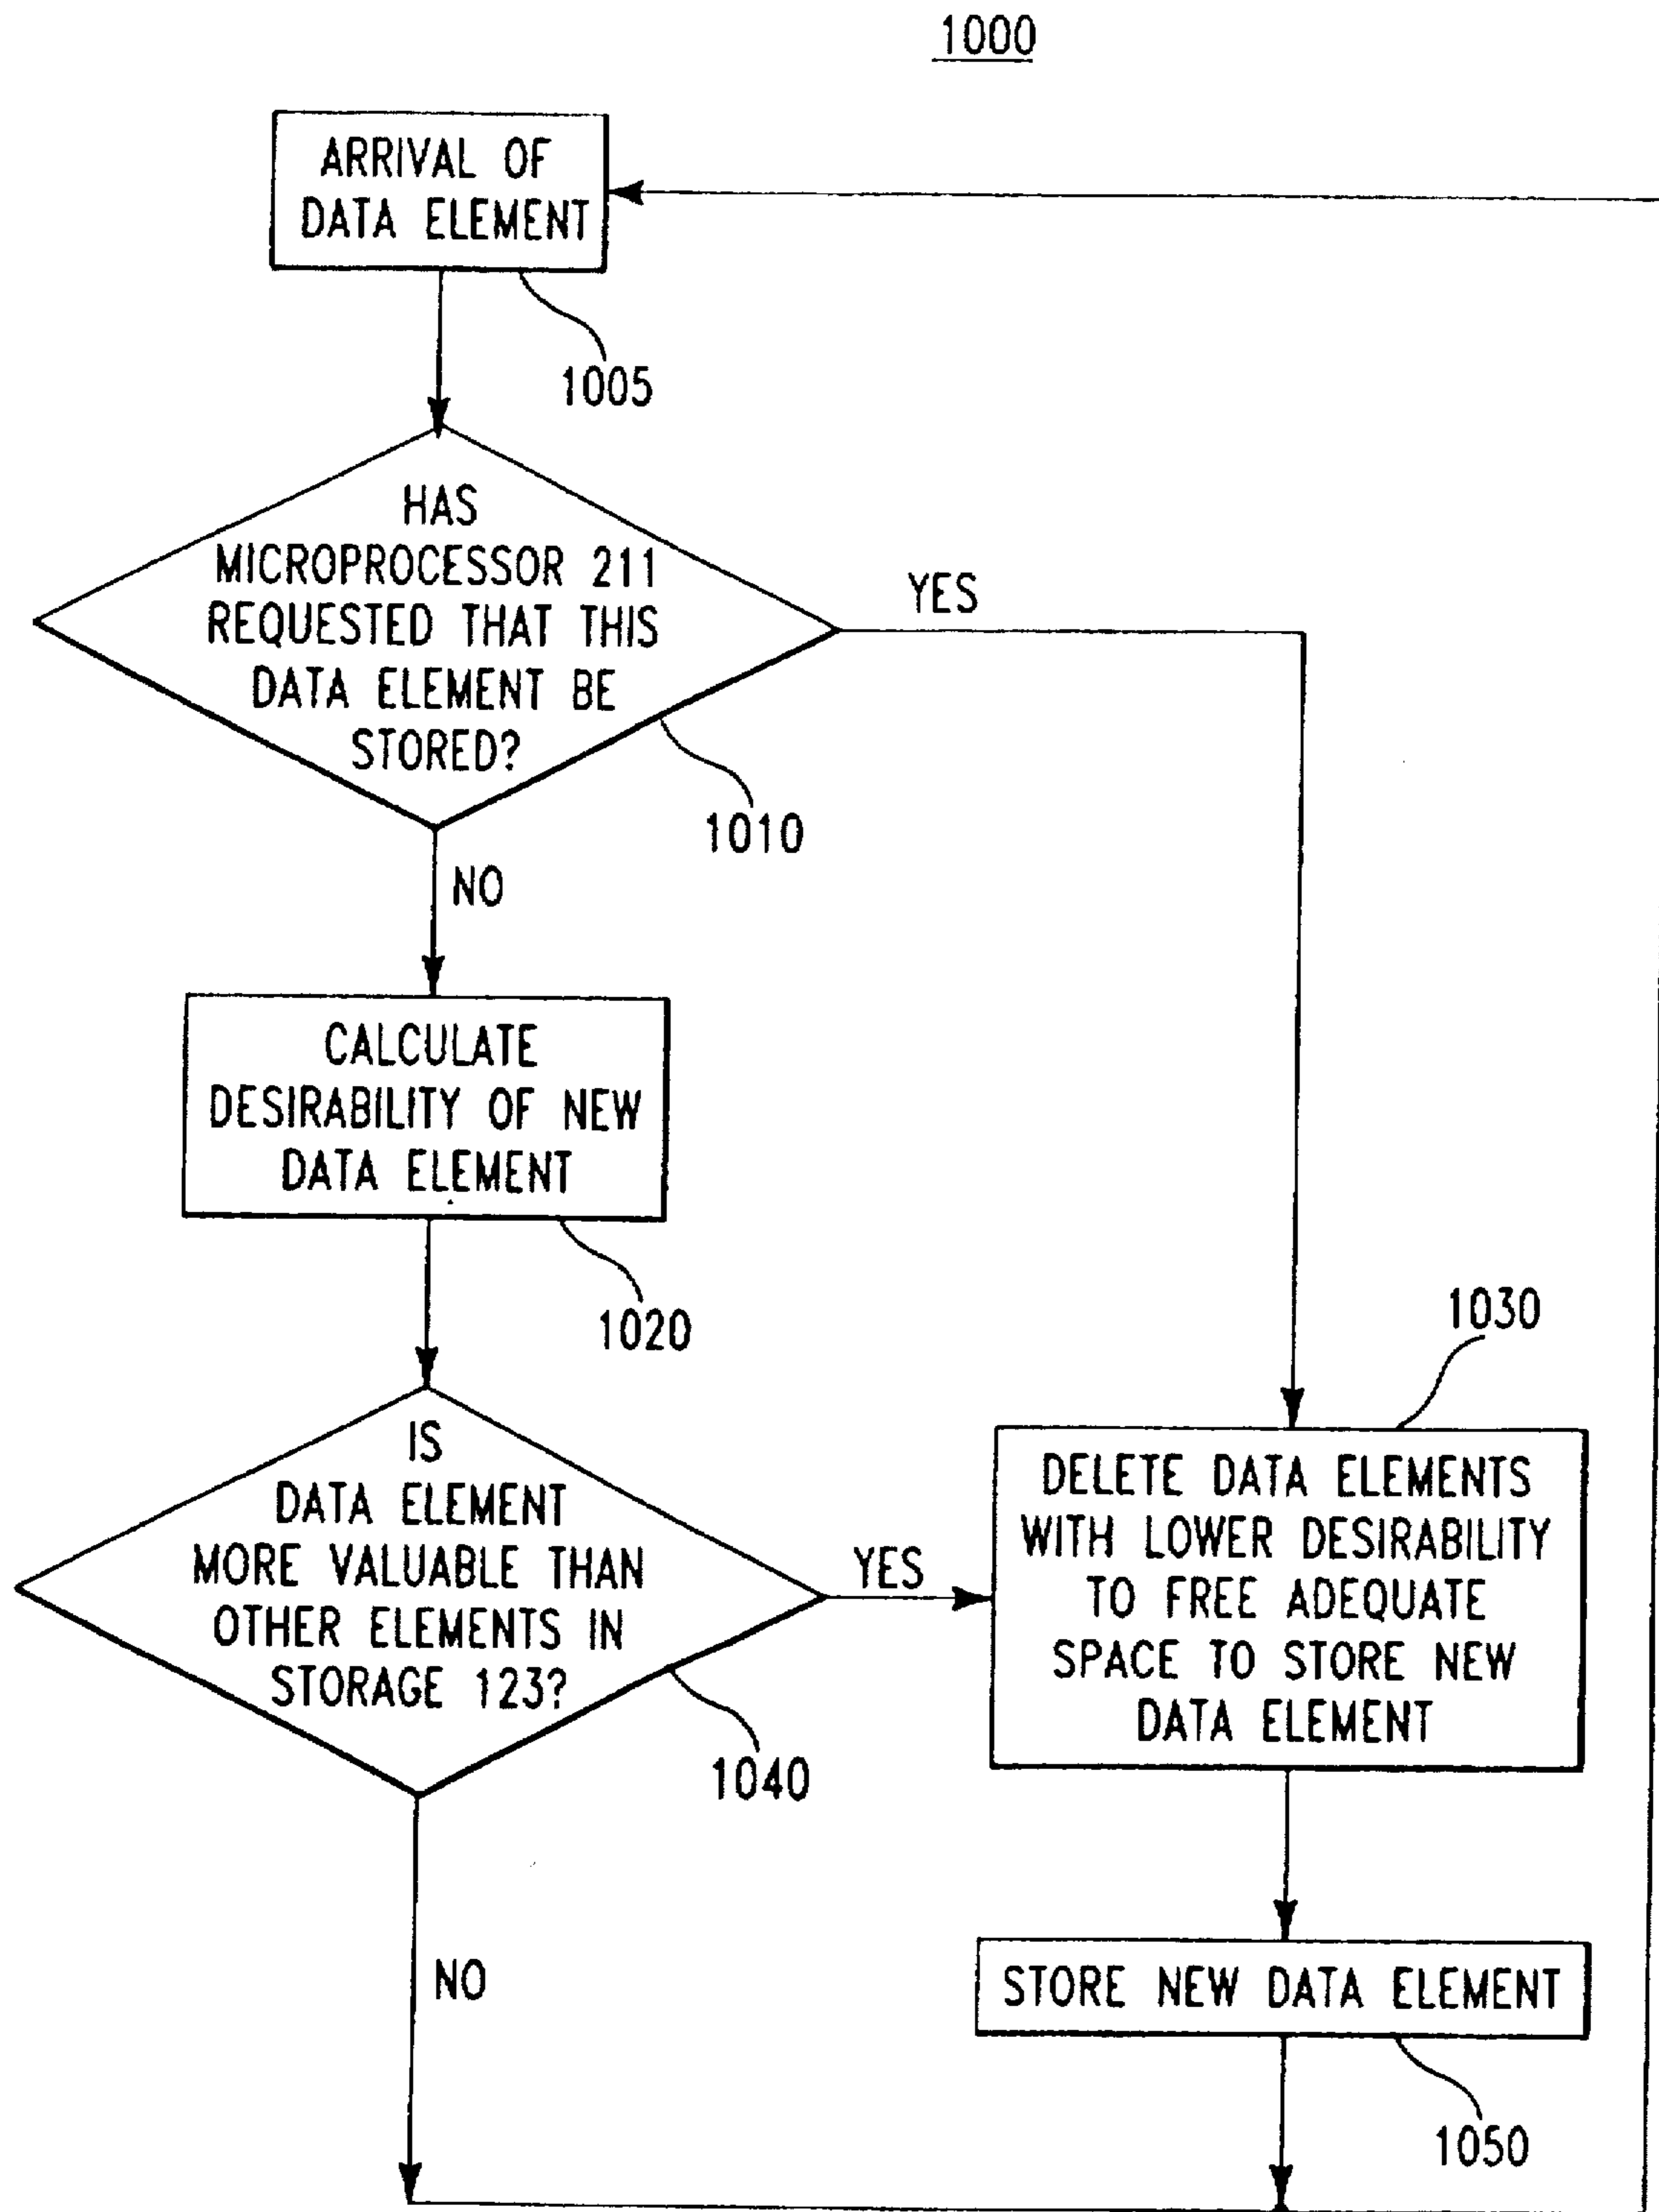 1000
ARRIVAL OF
DATA ELEMENT
1005
HAS
MICROPROCESSOR 211
REQUESTED THAT THIS
DATA ELEMENT BE
STORED?
YES
1010
NO
CALCULATE
DESIRABILITY OF NEW
DATA ELEMENT
1020
1030
IS
DATA ELEMENT
MORE VALUABLE THAN
OTHER ELEMENTS IN
STORAGE 123?
YES
1040
DELETE DATA ELEMENTS
WITH LOWER DESIRABILITY
TO FREE ADEQUATE
SPACE TO STORE NEW
DATA ELEMENT
NO
STORE NEW DATA ELEMENT
1050